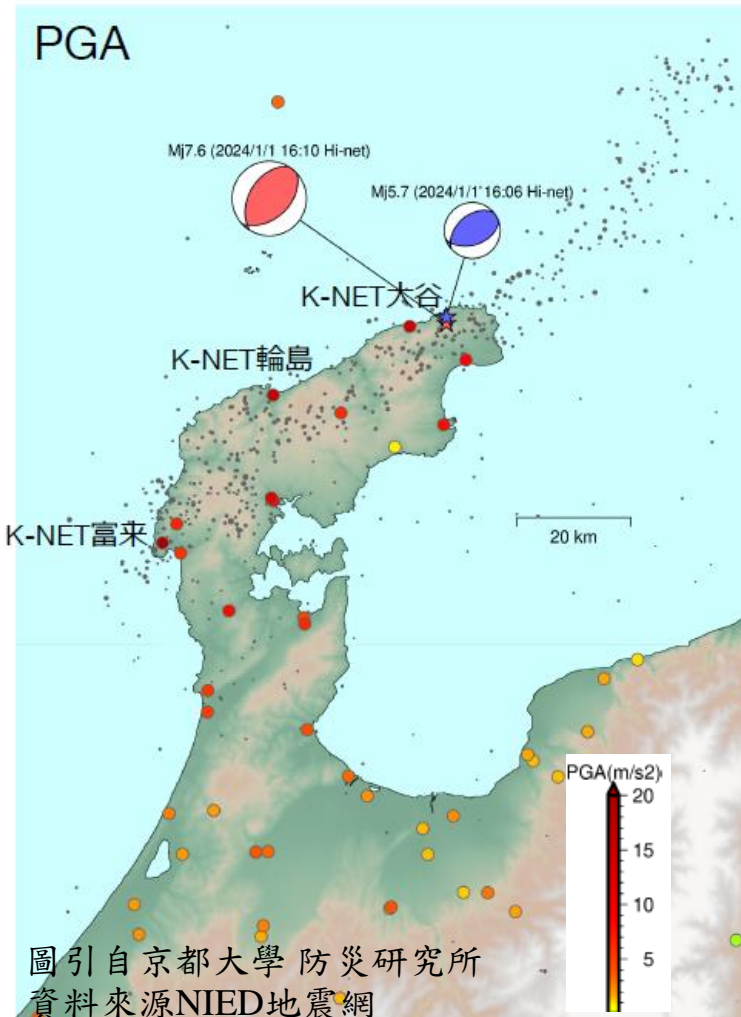 PGA
Mj7.6 (2024/1/1 16:10 Hi-net)
Mj5.7 (2024/1/1 16:06 Hi-net)
K-NET大谷
K-NET輪島
K-NET富来
20 km
PGA(m/s2)
20
15
10
5
圖引自京都大學 防災研究所
資料來源NIED地震網